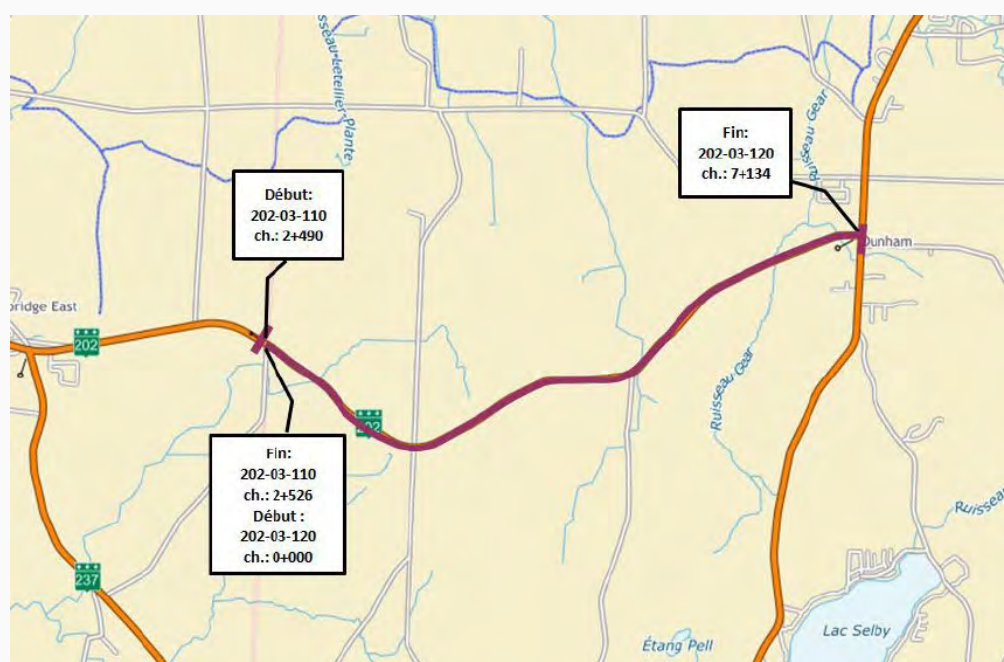 Ruisseau Gear
Fin:
202-03-120
ch.: 7+134
Début:
202-03-110
ch.: 2+490
Dunham
bridge East
202
202
Fin:
202-03-110
ch.: 2+526
Début :
202-03-120
ch.: 0+000
Ruisseau Gear
237
Lac Selby
Étang Pell